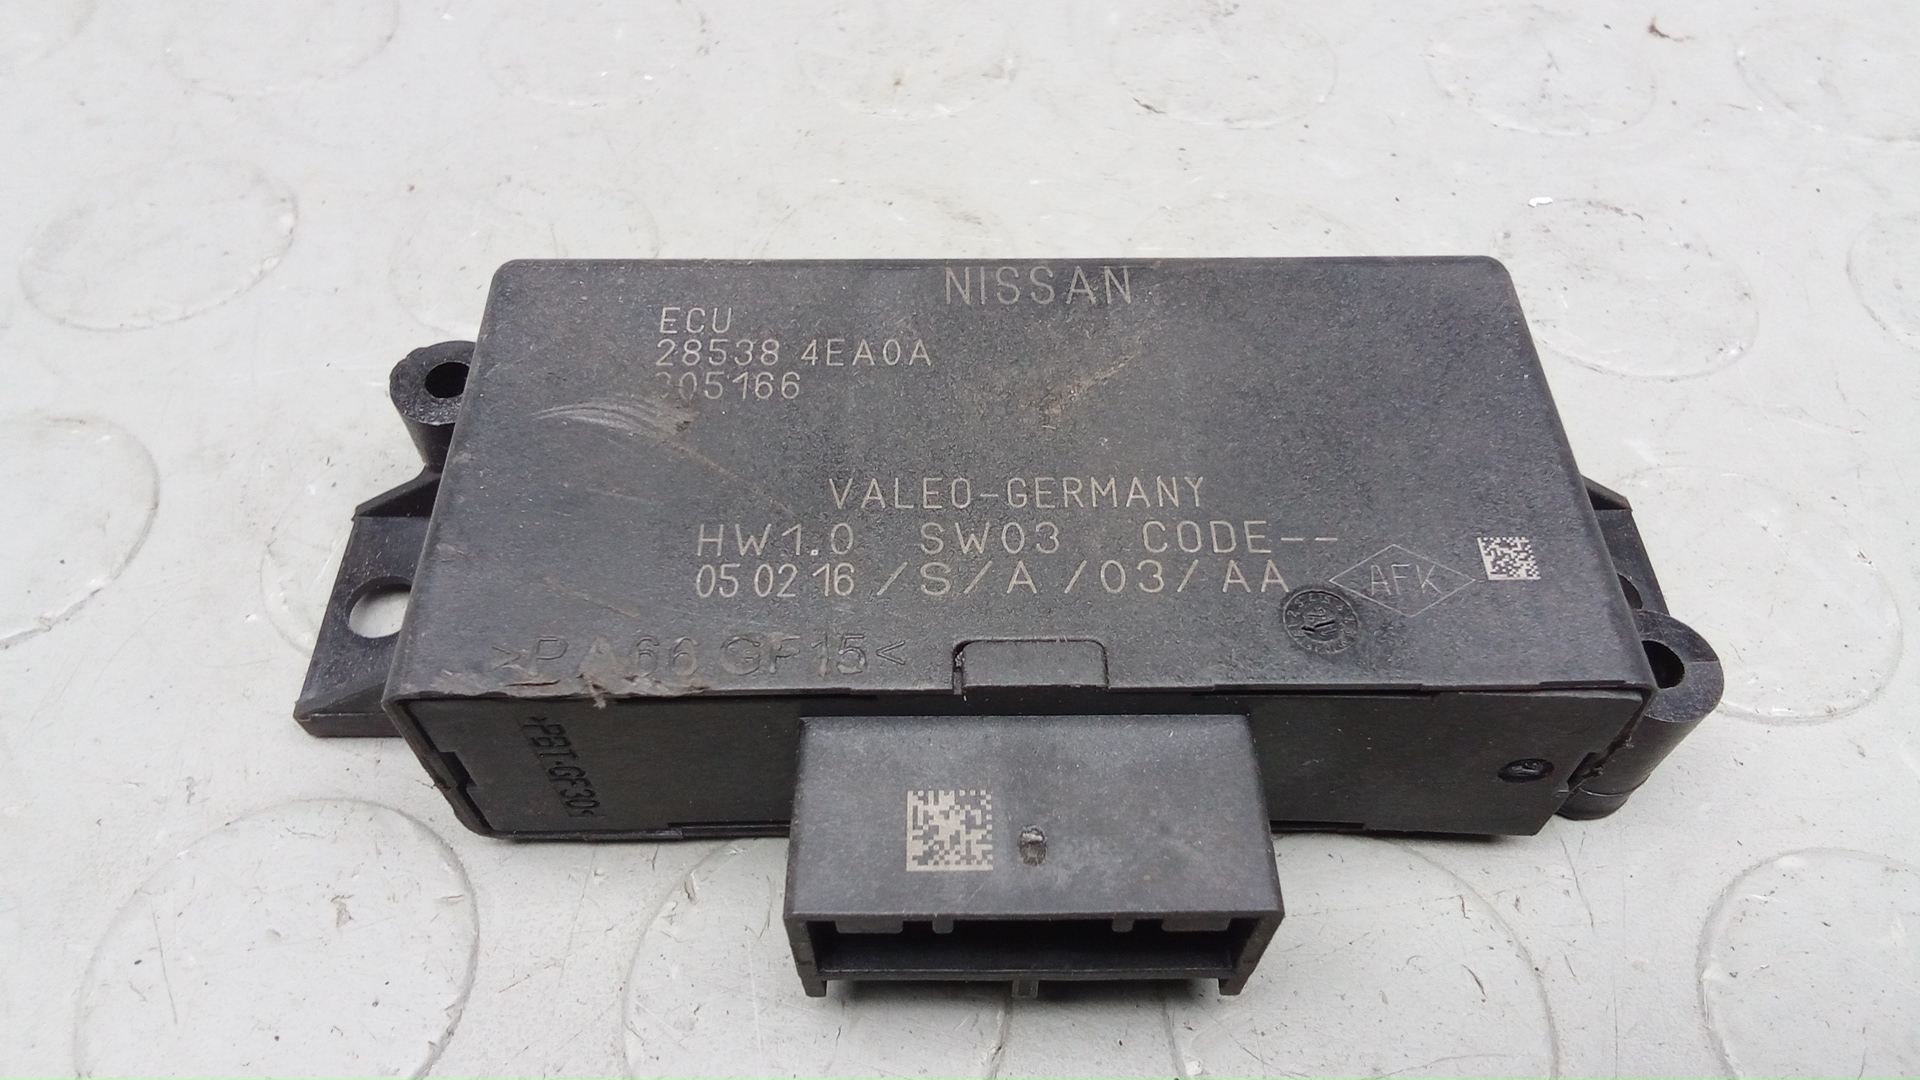 NISSAN
ECU
28538 4EA0A
305166
VALEO-GERMANY
HW1.0 SW03 CODE--
05 02 16 /S/A /03/AA
AFK
>PA66 GF15<
>PBT-GF30<